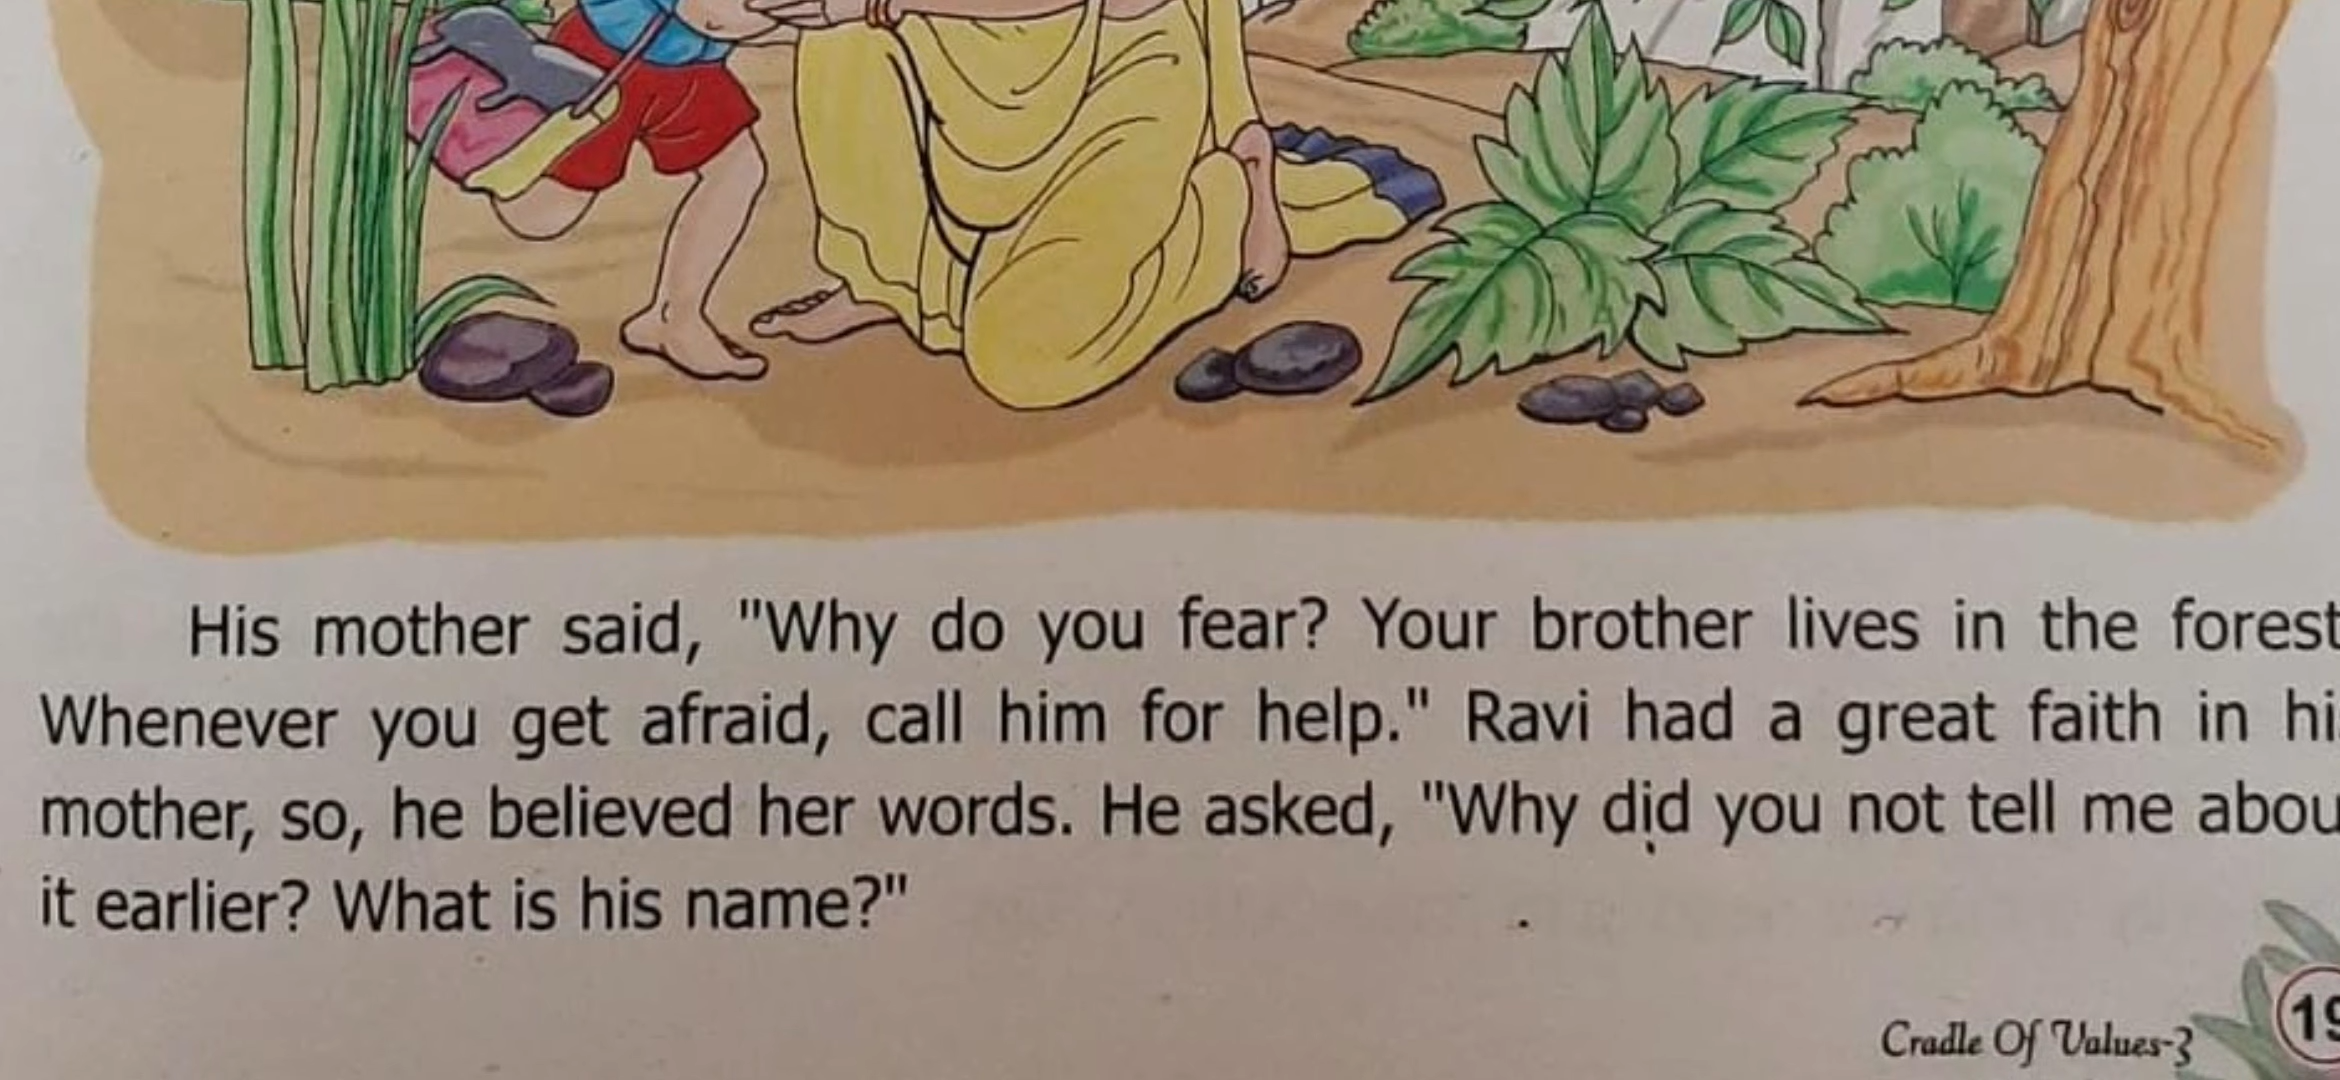 His mother said, "Why do you fear? Your brother lives in the forest
Whenever you get afraid, call him for help." Ravi had a great faith in hi
mother, so, he believed her words. He asked, "Why did you not tell me abou
it earlier? What is his name?"
Cradle Of Values-3
19